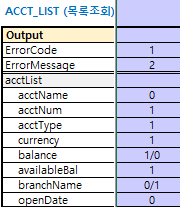 ACCT_LIST (목록조회)
Output
ErrorCode 1
ErrorMessage 2
acctList
acctName 0
acctNum 1
acctType 1
currency 1
balance 1/0
availableBal 1
branchName 0/1
openDate 0